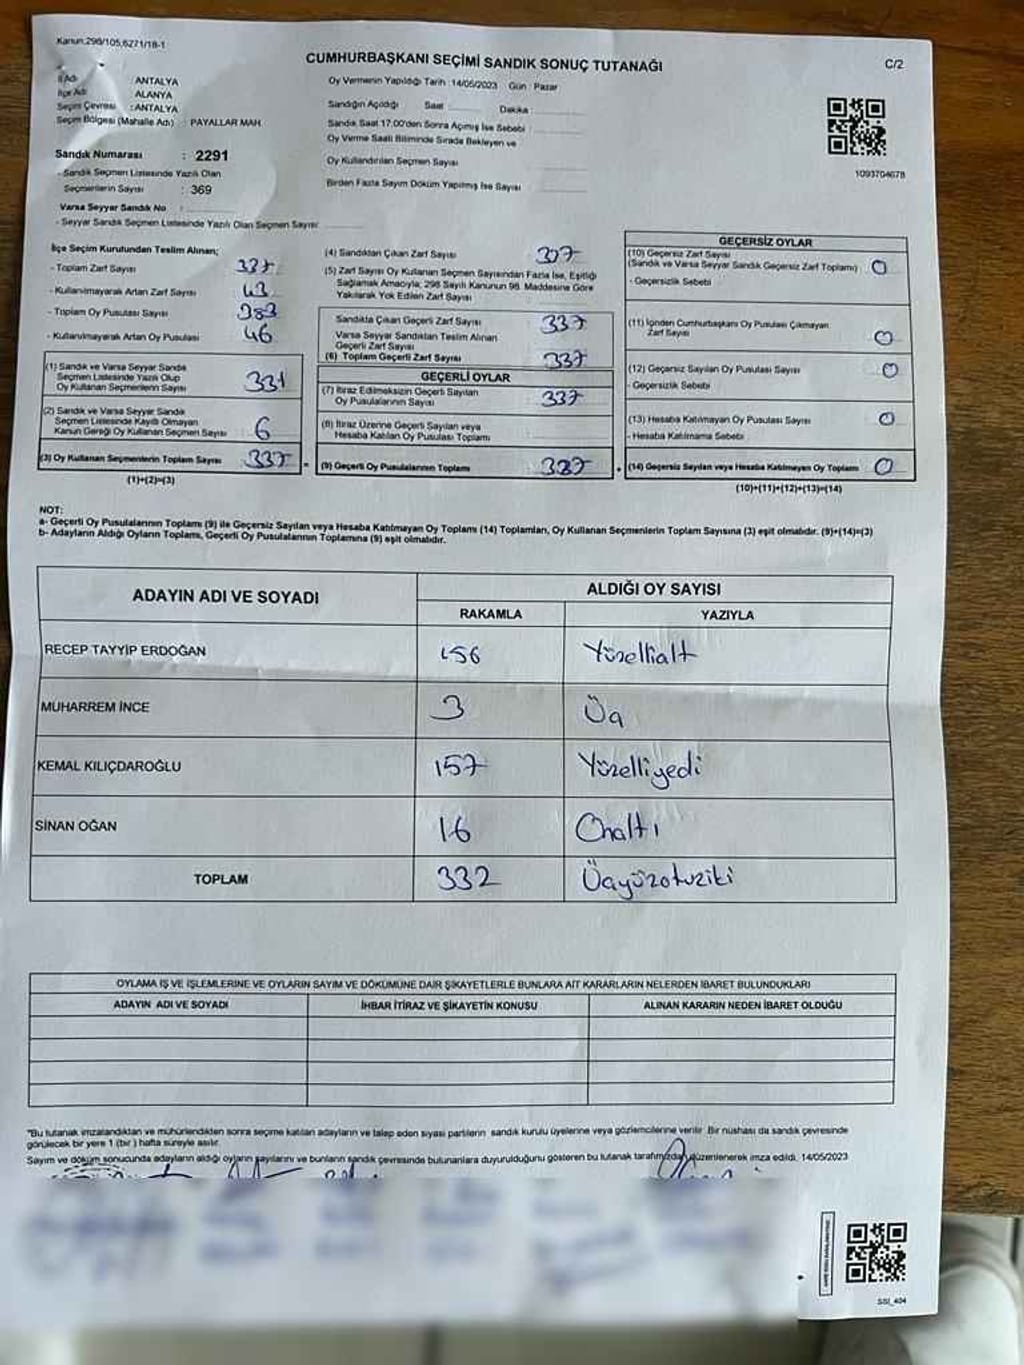 Kanun:298/105,6271/18-1
CUMHURBAŞKANI SEÇİMİ SANDIK SONUÇ TUTANAĞI
C/2
İl Adı : ANTALYA
İlçe Adı : ALANYA
Seçim Çevresi : ANTALYA
Seçim Bölgesi (Mahalle Adı) : PAYALLAR MAH.
Sandık Numarası : 2291
- Sandık Seçmen Listesinde Yazılı Olan
Seçmenlerin Sayısı : 369
Varsa Seyyar Sandık No :
- Seyyar Sandık Seçmen Listesinde Yazılı Olan Seçmen Sayısı:
Oy Vermenin Yapıldığı Tarih : 14/05/2023 Gün : Pazar
Sandığın Açıldığı Saat : Dakika :
Sandık Saat 17:00'den Sonra Açımış İse Sebebi :
Oy Verme Saati Bitiminde Sırada Bekleyen ve
Oy Kullandırılan Seçmen Sayısı
Birden Fazla Sayım Döküm Yapılmış İse Sayısı
1093704678
İlçe Seçim Kurulundan Teslim Alınan;
- Toplam Zarf Sayısı 337
- Kullanılmayarak Artan Zarf Sayısı 43
- Toplam Oy Pusulası Sayısı 383
- Kullanılmayarak Artan Oy Pusulası 46
(1) Sandık ve Varsa Seyyar Sandık
Seçmen Listesinde Yazılı Olup
Oy Kullanan Seçmenlerin Sayısı 331
(2) Sandık ve Varsa Seyyar Sandık
Seçmen Listesinde Kayıtlı Olmayan
Kanun Gereği Oy Kullanan Seçmen Sayısı 6
(3) Oy Kullanan Seçmenlerin Toplam Sayısı 337
(1)+(2)=(3)
(4) Sandıktan Çıkan Zarf Sayısı 337
(5) Zarf Sayısı Oy Kullanan Seçmen Sayısından Fazla İse, Eşitliği
Sağlamak Amacıyla; 298 Sayılı Kanunun 98. Maddesine Göre
Yakılarak Yok Edilen Zarf Sayısı
Sandıkta Çıkan Geçerli Zarf Sayısı 337
Varsa Seyyar Sandıktan Teslim Alınan
Geçerli Zarf Sayısı
(6) Toplam Geçerli Zarf Sayısı 337
GEÇERLİ OYLAR
(7) İtiraz Edilmeksizin Geçerli Sayılan
Oy Pusulalarının Sayısı 337
(8) İtiraz Üzerine Geçerli Sayılan veya
Hesaba Katılan Oy Pusulası Toplamı
(9) Geçerli Oy Pusulalarının Toplamı 337
GEÇERSİZ OYLAR
(10) Geçersiz Zarf Sayısı
(Sandık ve Varsa Seyyar Sandık Geçersiz Zarf Toplamı) 0
- Geçersizlik Sebebi
(11) İçinden Cumhurbaşkanı Oy Pusulası Çıkmayan
Zarf Sayısı 0
(12) Geçersiz Sayılan Oy Pusulası Sayısı 0
- Geçersizlik Sebebi
(13) Hesaba Katılmayan Oy Pusulası Sayısı 0
- Hesaba Katılmama Sebebi
(14) Geçersiz Sayılan veya Hesaba Katılmayan Oy Toplamı 0
(10)+(11)+(12)+(13)=(14)
NOT:
a- Geçerli Oy Pusulalarının Toplamı (9) ile Geçersiz Sayılan veya Hesaba Katılmayan Oy Toplamı (14) Toplamları, Oy Kullanan Seçmenlerin Toplam Sayısına (3) eşit olmalıdır. (9)+(14)=(3)
b- Adayların Aldığı Oyların Toplamı, Geçerli Oy Pusulalarının Toplamına (9) eşit olmalıdır.
ADAYIN ADI VE SOYADI
ALDIĞI OY SAYISI
RAKAMLA YAZIYLA
RECEP TAYYİP ERDOĞAN 156 Yüzellialt
MUHARREM İNCE 3 Üç
KEMAL KILIÇDAROĞLU 157 Yüzelliyedi
SİNAN OĞAN 16 Onaltı
TOPLAM 332 Üçyüzotuziki
OYLAMA İŞ VE İŞLEMLERİNE VE OYLARIN SAYIM VE DÖKÜMÜNE DAİR ŞİKAYETLERLE BUNLARA AİT KARARLARIN NELERDEN İBARET BULUNDUKLARI
ADAYIN ADI VE SOYADI İHBAR İTİRAZ VE ŞİKAYETİN KONUSU ALINAN KARARIN NEDEN İBARET OLDUĞU
"Bu tutanak imzalandıktan ve mühürlendikten sonra seçime katılan adayların ve talep eden siyasi partilerin sandık kurulu üyelerine veya gözlemcilerine verilir. Bir nüshası da sandık çevresinde
görülecek bir yere 1 (bir) hafta süreyle asılır.
Sayım ve döküm sonucunda adayların aldığı oyların sayılarını ve bunların sandık çevresinde bulunanlara duyurulduğunu gösteren bu tutanak tarafımızdan düzenlenerek imza edildi. 14/05/2023
SSI_404